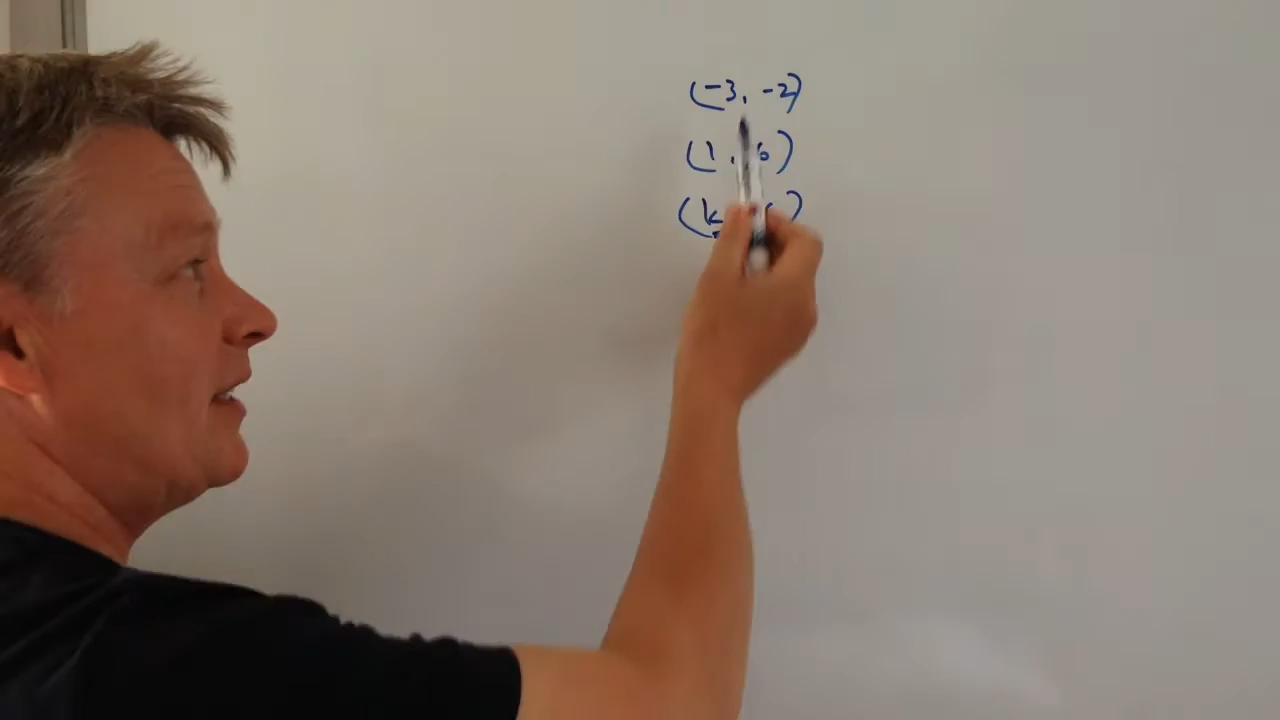 (-3, -2)
(1, 6)
(k,